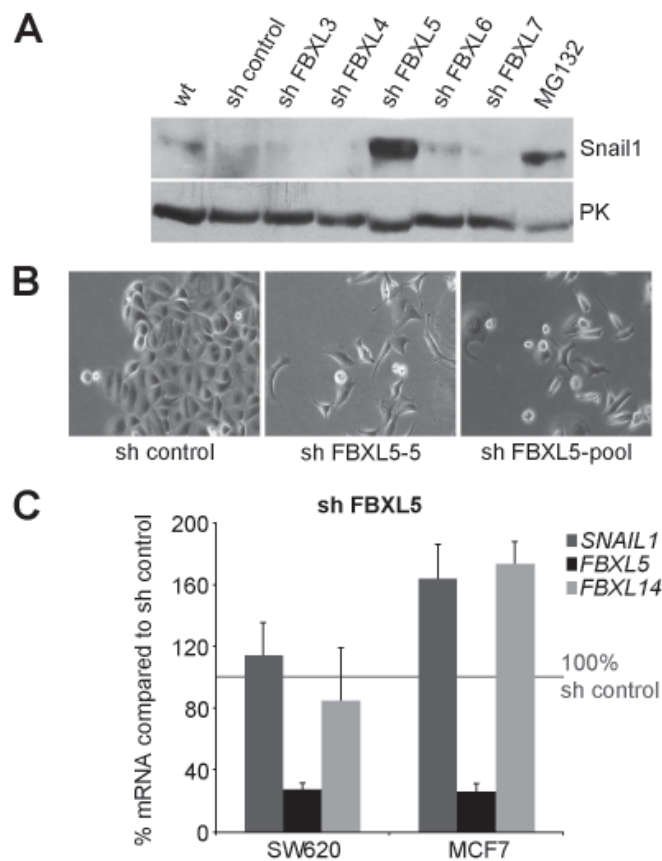 A
wt
sh control
sh FBXL3
sh FBXL4
sh FBXL5
sh FBXL6
sh FBXL7
MG132
Snail1
PK
B
sh control
sh FBXL5-5
sh FBXL5-pool
C
sh FBXL5
% mRNA compared to sh control
200
160
120
80
40
0
SNAIL1
FBXL5
FBXL14
100%
sh control
SW620
MCF7